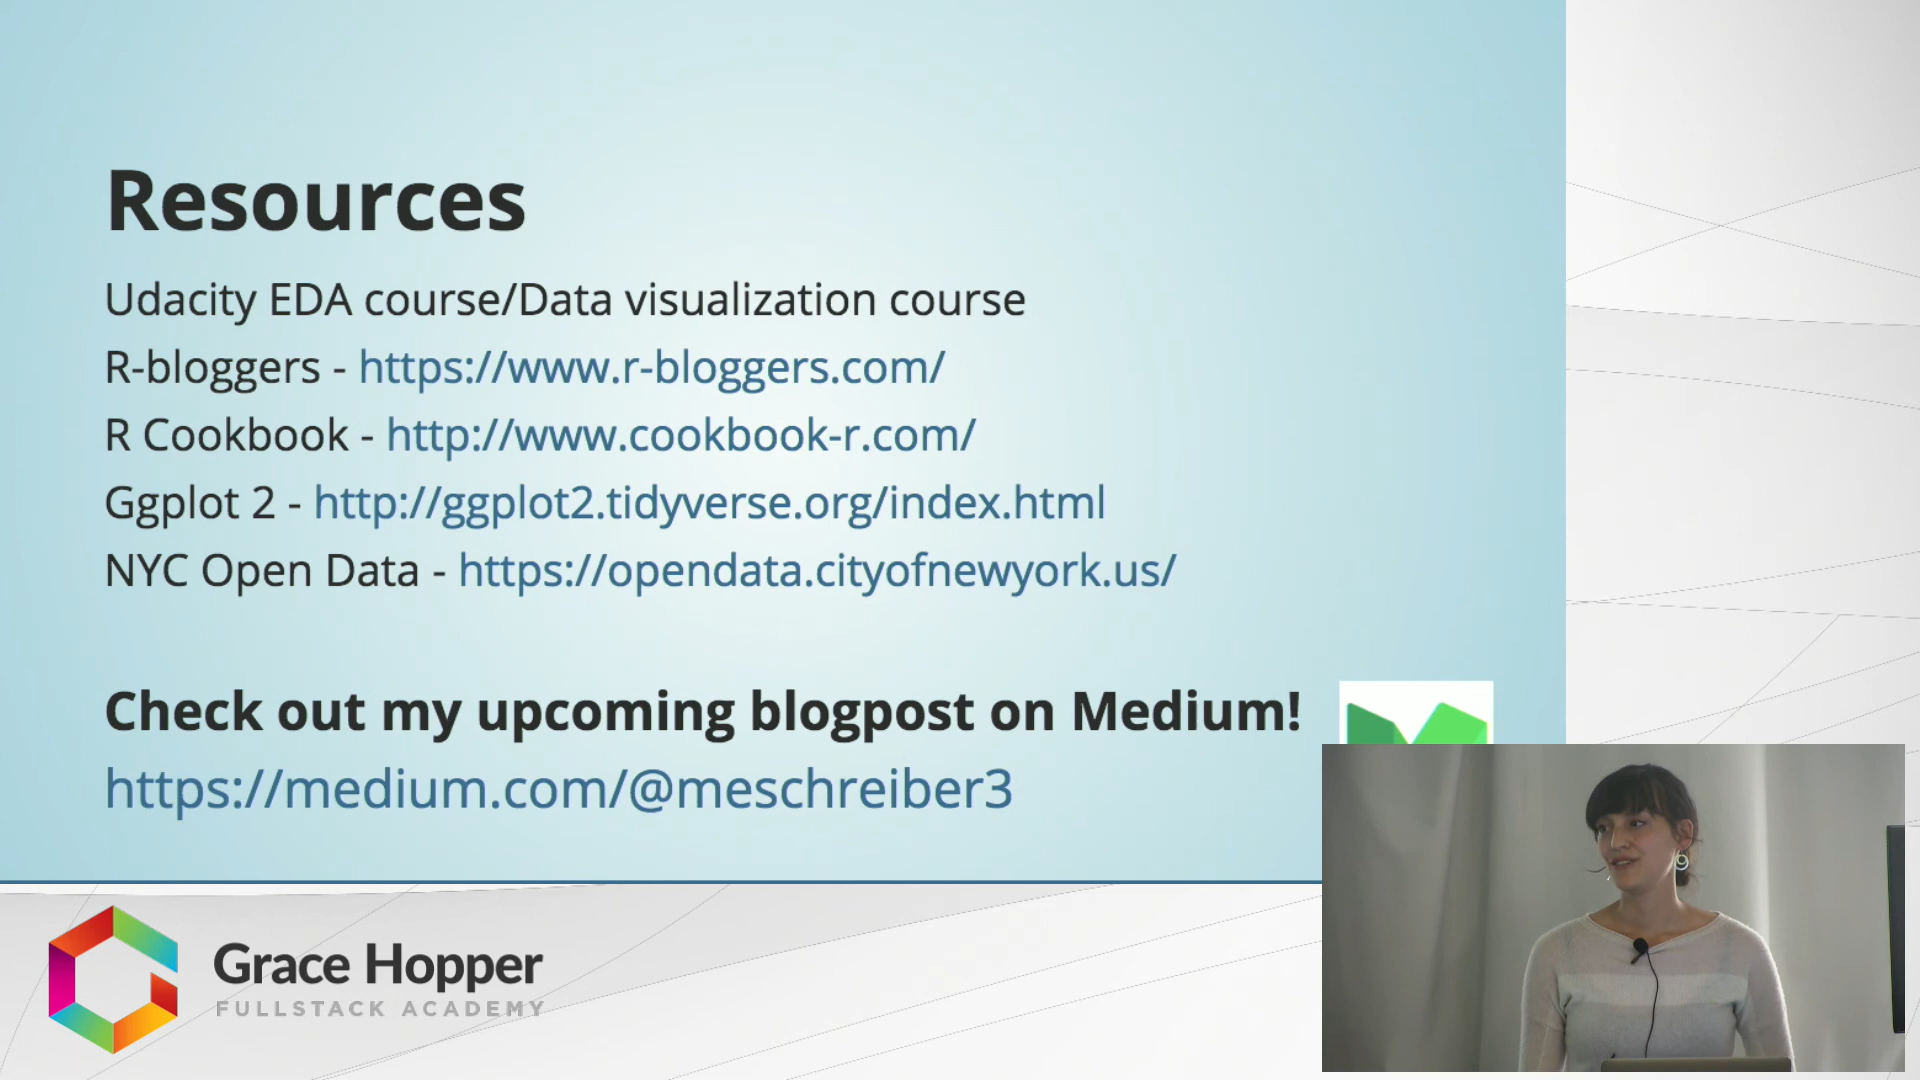 Resources
Udacity EDA course/Data visualization course
R-bloggers - https://www.r-bloggers.com/
R Cookbook - http://www.cookbook-r.com/
Ggplot 2 - http://ggplot2.tidyverse.org/index.html
NYC Open Data - https://opendata.cityofnewyork.us/
Check out my upcoming blogpost on Medium!
https://medium.com/@meschreiber3
Grace Hopper
FULLSTACK ACADEMY